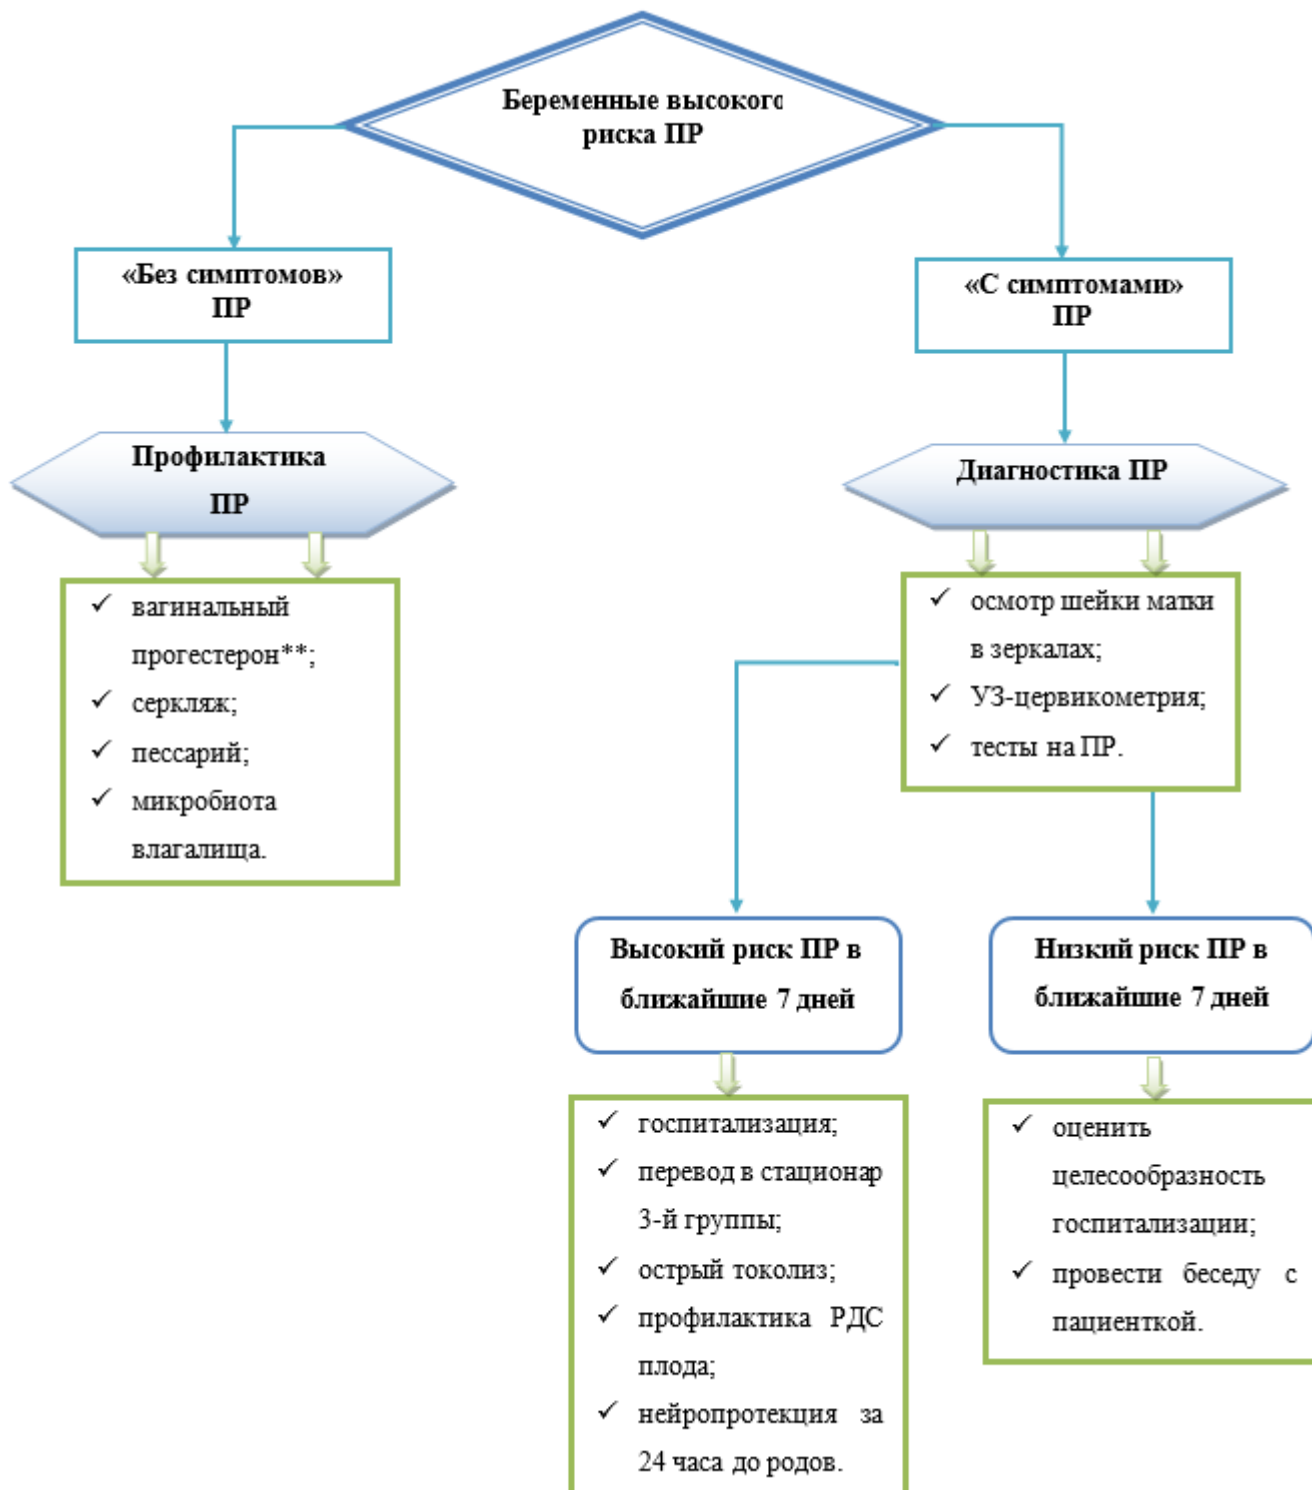 Беременные высокого
риска ПР
«Без симптомов»
ПР
«С симптомами»
ПР
Профилактика
ПР
Диагностика ПР
✓ вагинальный
прогестерон**;
✓ серкляж;
✓ пессарий;
✓ микробиота
влагалища.
✓ осмотр шейки матки
в зеркалах;
✓ УЗ-цервикометрия;
✓ тесты на ПР.
Высокий риск ПР в
ближайшие 7 дней
Низкий риск ПР в
ближайшие 7 дней
✓ госпитализация;
✓ перевод в стационар
3-й группы;
✓ острый токолиз;
✓ профилактика РДС
плода;
✓ нейропротекция за
24 часа до родов.
✓ оценить
целесообразность
госпитализации;
✓ провести беседу с
пациенткой.